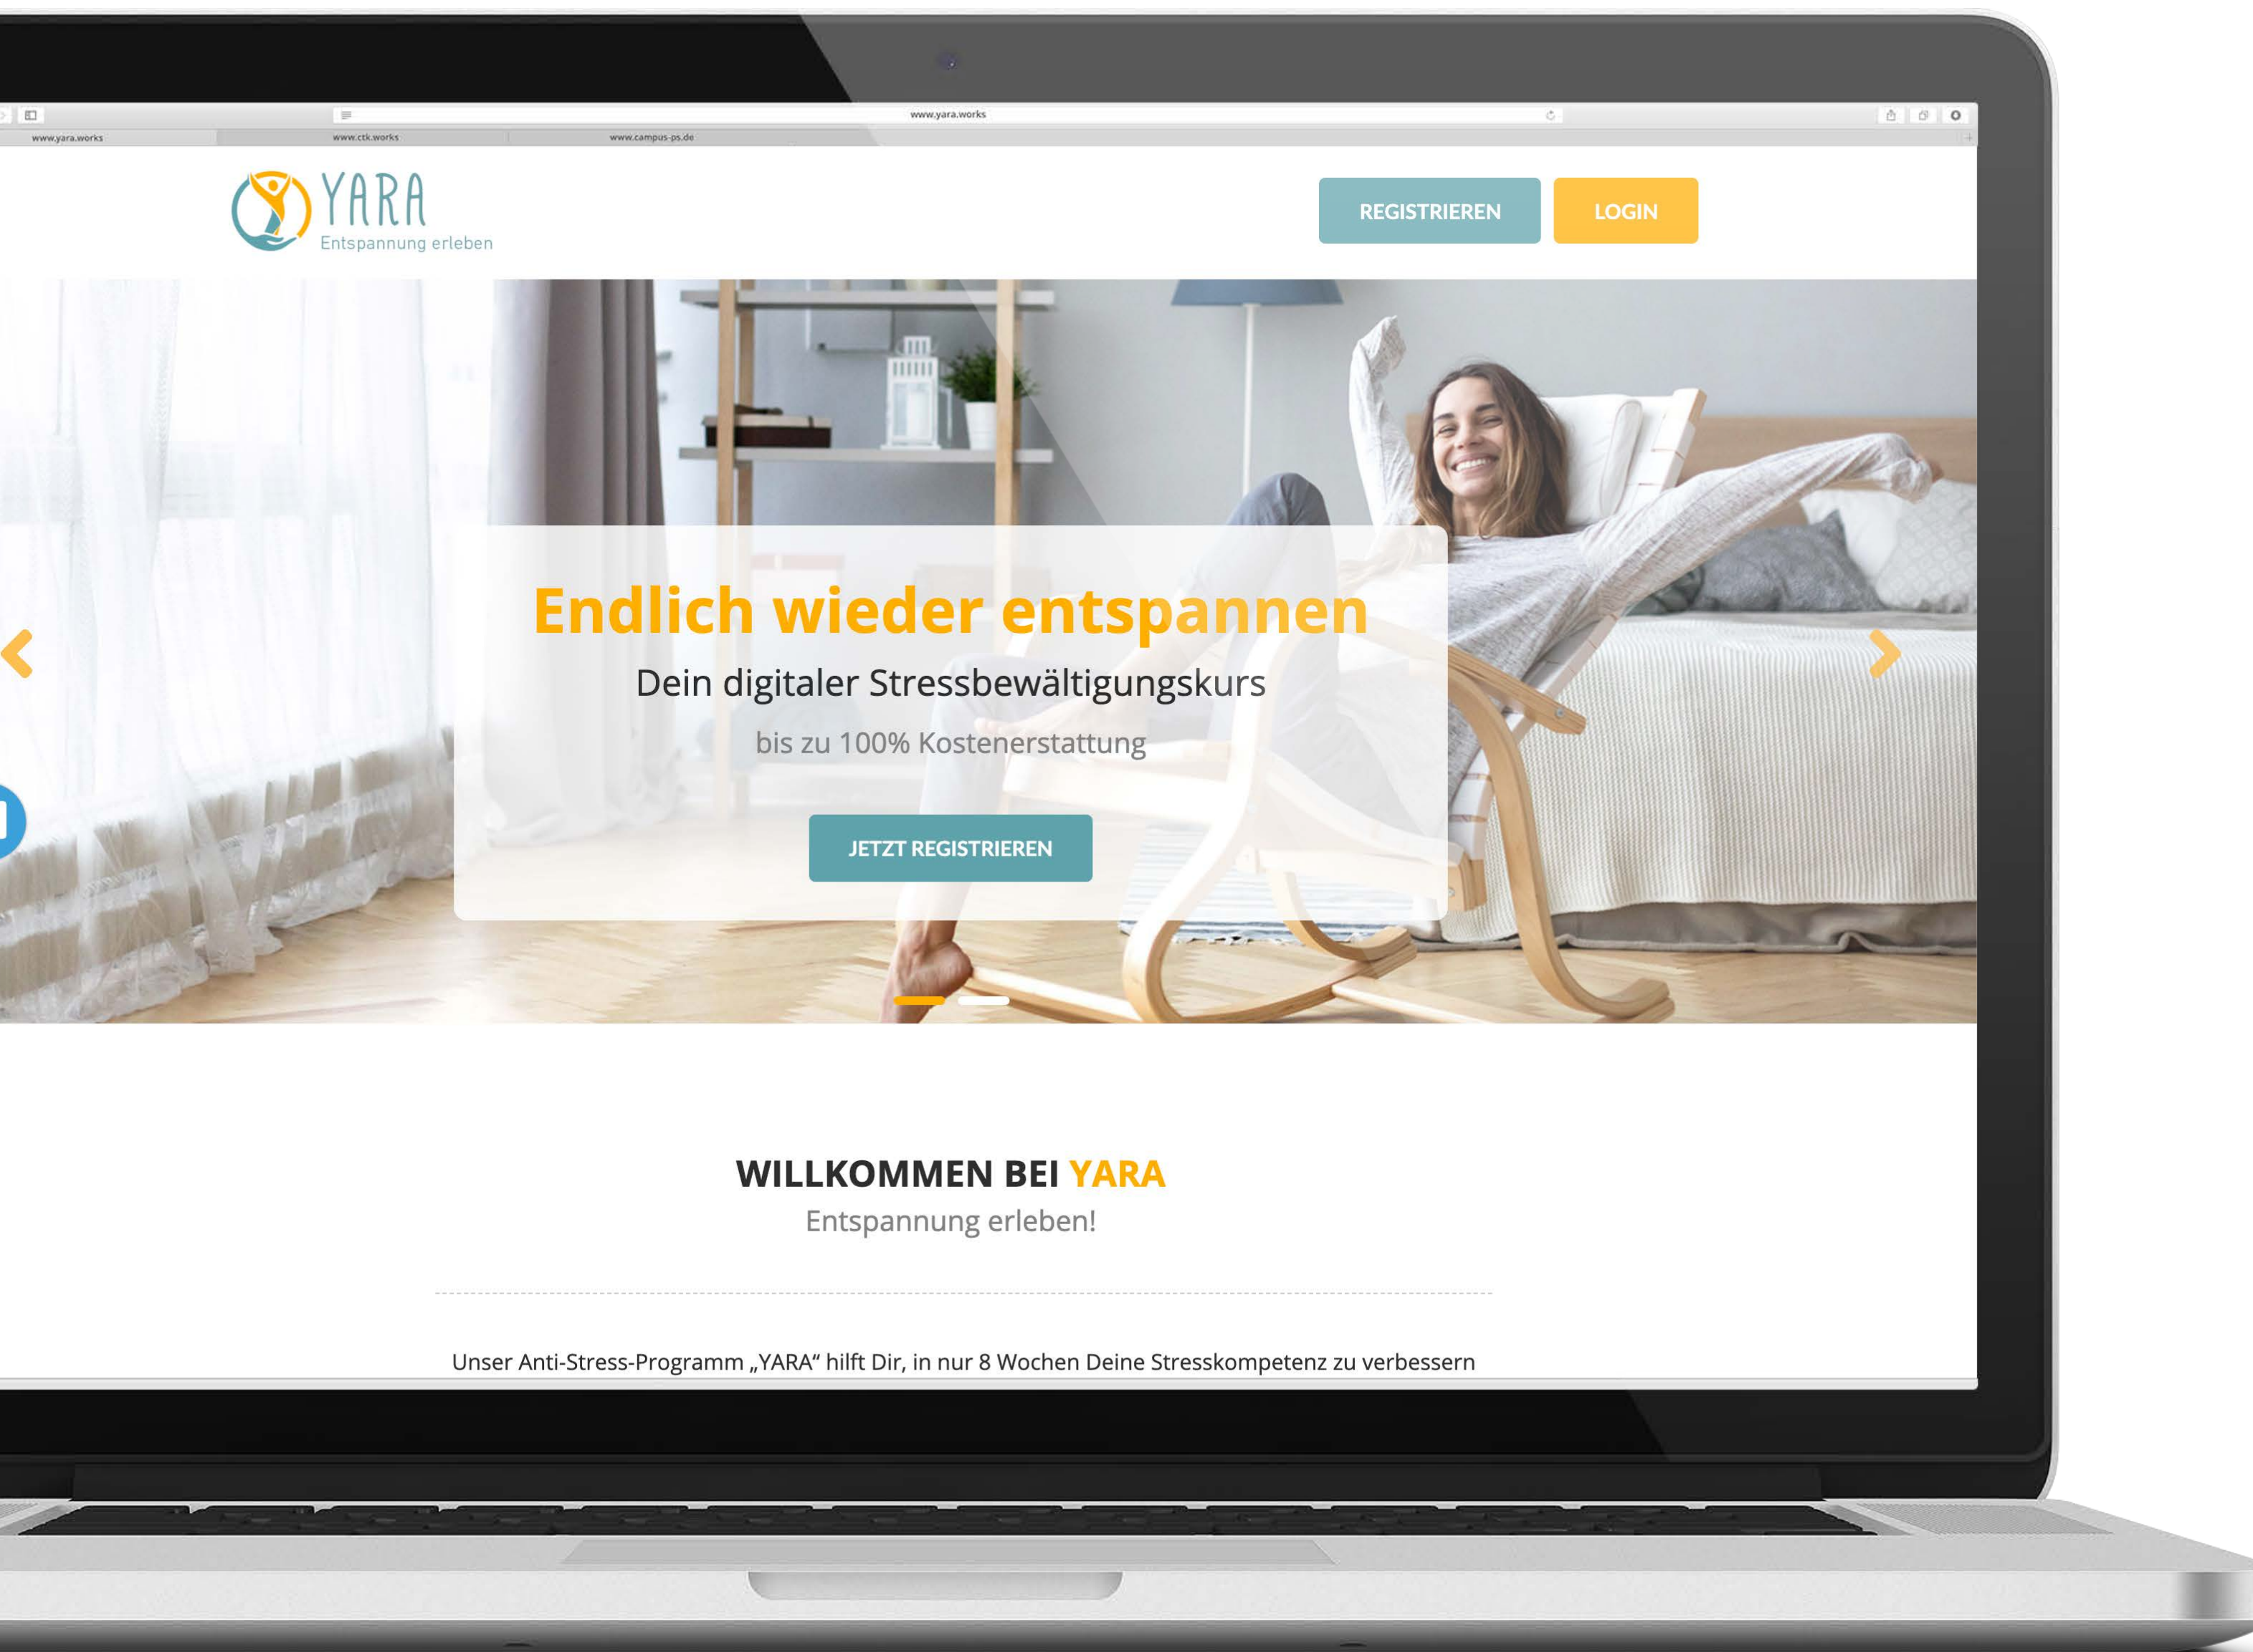 www.yara.works
www.yara.works
www.ctk.works
www.campus-ps.de
YARA
Entspannung erleben
REGISTRIEREN
LOGIN
Endlich wieder entspannen
Dein digitaler Stressbewältigungskurs
bis zu 100% Kostenerstattung
JETZT REGISTRIEREN
WILLKOMMEN BEI YARA
Entspannung erleben!
Unser Anti-Stress-Programm „YARA“ hilft Dir, in nur 8 Wochen Deine Stresskompetenz zu verbessern